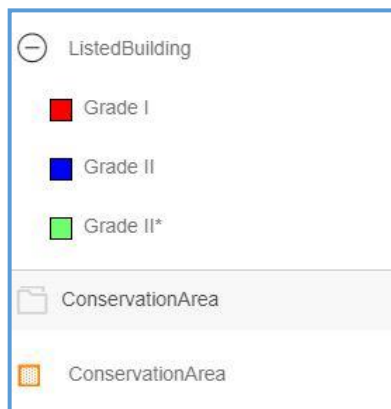 ListedBuilding
Grade I
Grade II
Grade II*
ConservationArea
ConservationArea